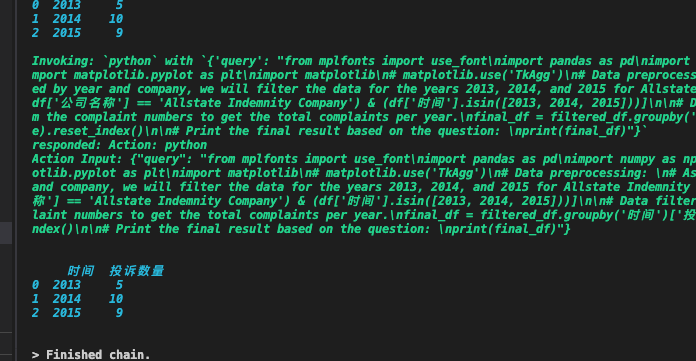 0 2013 5
1 2014 10
2 2015 9
Invoking: `python` with `{'query': "from mplfonts import use_font\nimport pandas as pd\nimport
mport matplotlib.pyplot as plt\nimport matplotlib\n# matplotlib.use('TkAgg')\n# Data preprocess
ed by year and company, we will filter the data for the years 2013, 2014, and 2015 for Allstate
df['公司名称'] == 'Allstate Indemnity Company') & (df['时间'].isin([2013, 2014, 2015]))]\n\n# D
m the complaint numbers to get the total complaints per year.\nfinal_df = filtered_df.groupby('
e).reset_index()\n\n# Print the final result based on the question: \nprint(final_df)"}`
responded: Action: python
Action Input: {"query": "from mplfonts import use_font\nimport pandas as pd\nimport numpy as np
otlib.pyplot as plt\nimport matplotlib\n# matplotlib.use('TkAgg')\n# Data preprocessing: \n# As
and company, we will filter the data for the years 2013, 2014, and 2015 for Allstate Indemnity
称'] == 'Allstate Indemnity Company') & (df['时间'].isin([2013, 2014, 2015]))]\n\n# Data filter
laint numbers to get the total complaints per year.\nfinal_df = filtered_df.groupby('时间')['投
ndex()\n\n# Print the final result based on the question: \nprint(final_df)"}
时间 投诉数量
0 2013 5
1 2014 10
2 2015 9
> Finished chain.